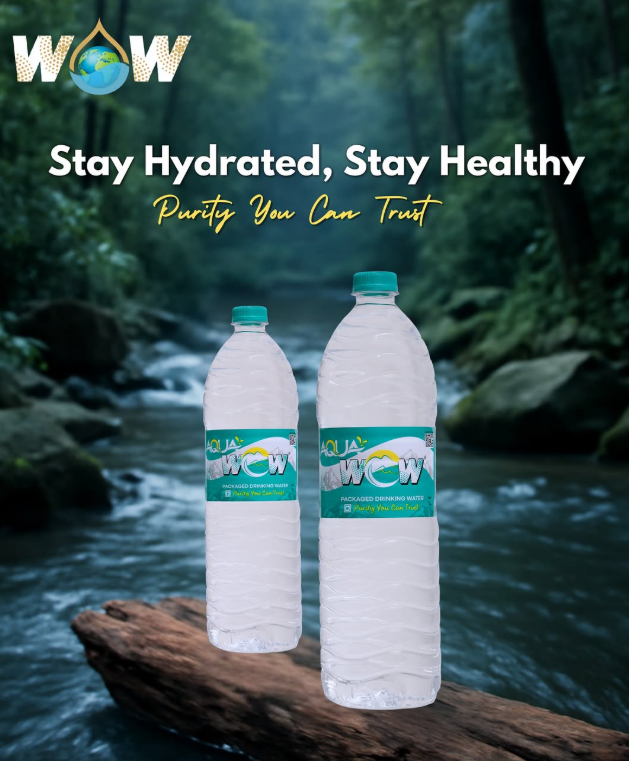 WOW
Stay Hydrated, Stay Healthy
Purity You Can Trust
AQUA
WOW
PACKAGED DRINKING WATER
Purity You Can Trust
AQUA
WOW
PACKAGED DRINKING WATER
Purity You Can Trust